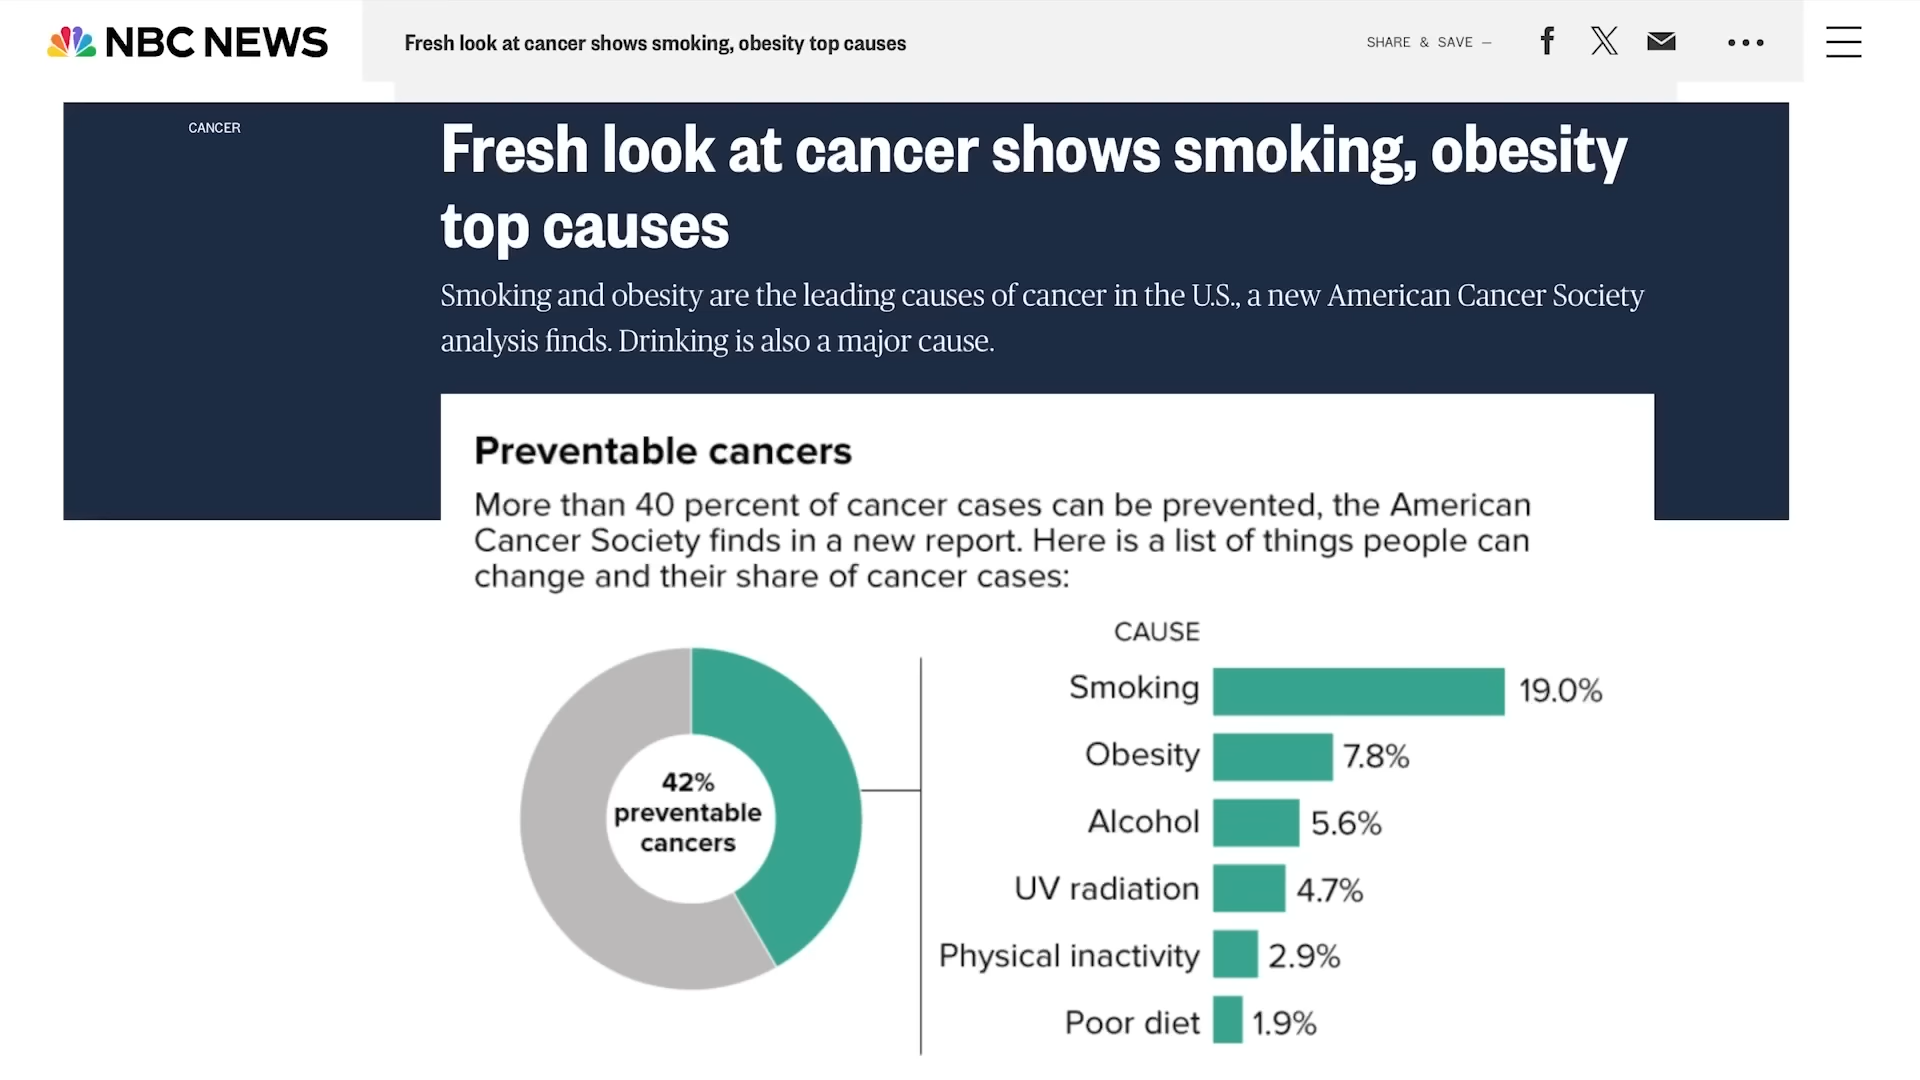 NBC NEWS
Fresh look at cancer shows smoking, obesity top causes
SHARE & SAVE —
CANCER
Fresh look at cancer shows smoking, obesity
top causes
Smoking and obesity are the leading causes of cancer in the U.S., a new American Cancer Society
analysis finds. Drinking is also a major cause.
Preventable cancers
More than 40 percent of cancer cases can be prevented, the American
Cancer Society finds in a new report. Here is a list of things people can
change and their share of cancer cases:
42%
preventable
cancers
CAUSE
Smoking 19.0%
Obesity 7.8%
Alcohol 5.6%
UV radiation 4.7%
Physical inactivity 2.9%
Poor diet 1.9%